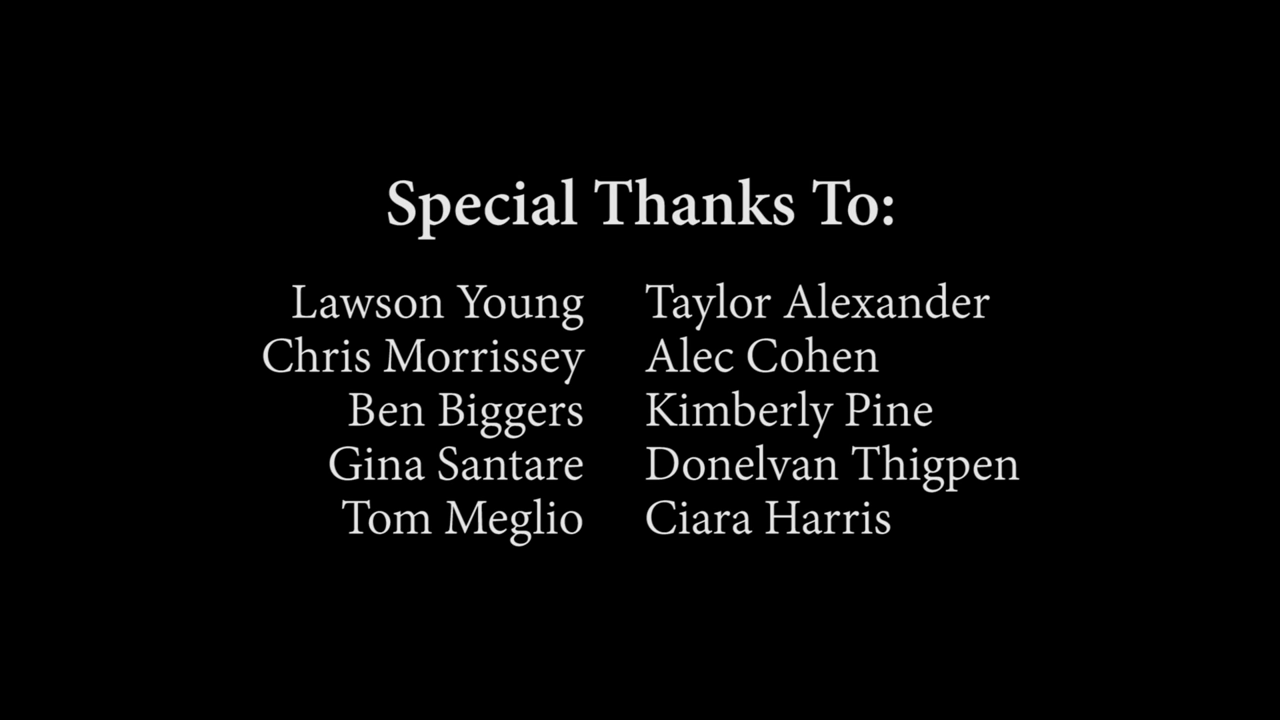 Special Thanks To:
Lawson Young Taylor Alexander
Chris Morrissey Alec Cohen
Ben Biggers Kimberly Pine
Gina Santare Donelvan Thigpen
Tom Meglio Ciara Harris